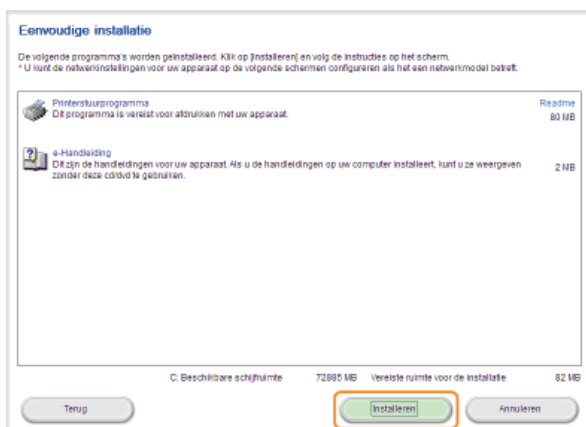 Eenvoudige installatie
De volgende programma's worden geïnstalleerd. Klik op [Installeren] en volg de instructies op het scherm.
* U kunt de netwerkinstellingen voor uw apparaat op de volgende schermen configureren als het een netwerkmodel betreft.
Printerstuurprogramma
Readme
Dit programma is vereist voor afdrukken met uw apparaat.
80 MB
e-Handleiding
Dit zijn de handleidingen voor uw apparaat. Als u de handleidingen op uw computer installeert, kunt u ze weergeven
2 MB
zonder deze cd/dvd te gebruiken.
C: Beschikbare schijfruimte 72885 MB Vereiste ruimte voor de installatie 82 MB
Terug Installeren Annuleren